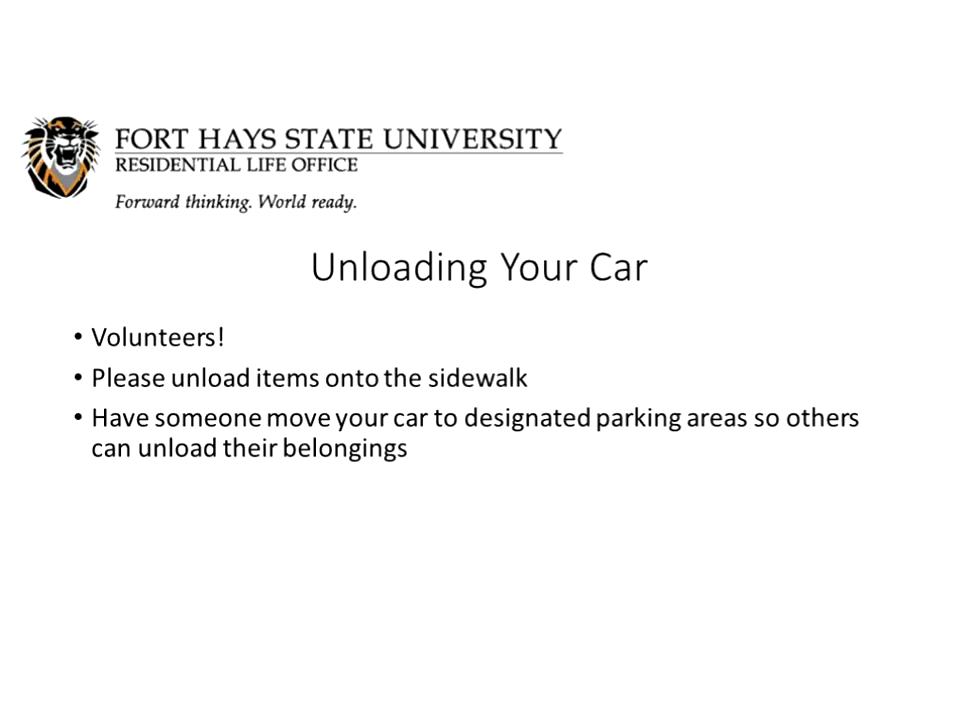 FORT HAYS STATE UNIVERSITY
RESIDENTIAL LIFE OFFICE
Forward thinking. World ready.
Unloading Your Car
• Volunteers!
• Please unload items onto the sidewalk
• Have someone move your car to designated parking areas so others
can unload their belongings